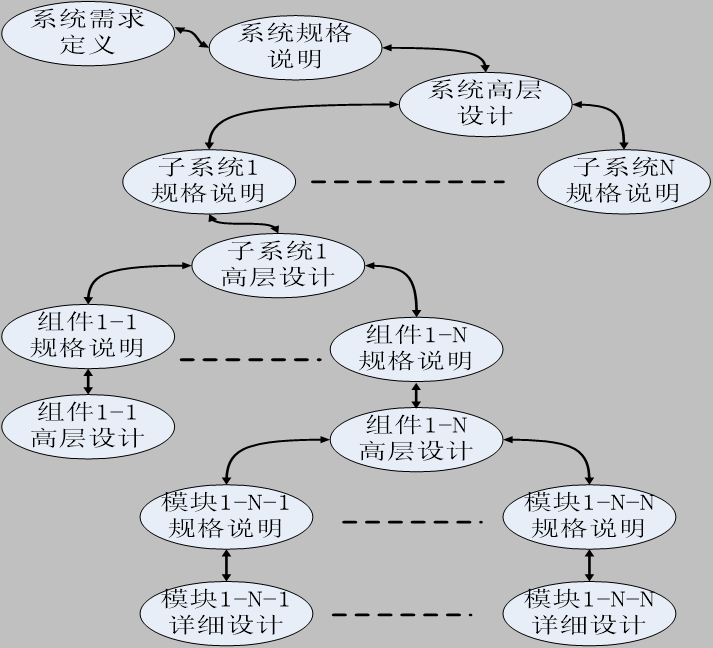 系统需求
定义
系统规格
说明
系统高层
设计
子系统1
规格说明
子系统N
规格说明
子系统1
高层设计
组件1-1
规格说明
组件1-N
规格说明
组件1-1
高层设计
组件1-N
高层设计
模块1-N-1
规格说明
模块1-N-N
规格说明
模块1-N-1
详细设计
模块1-N-N
详细设计